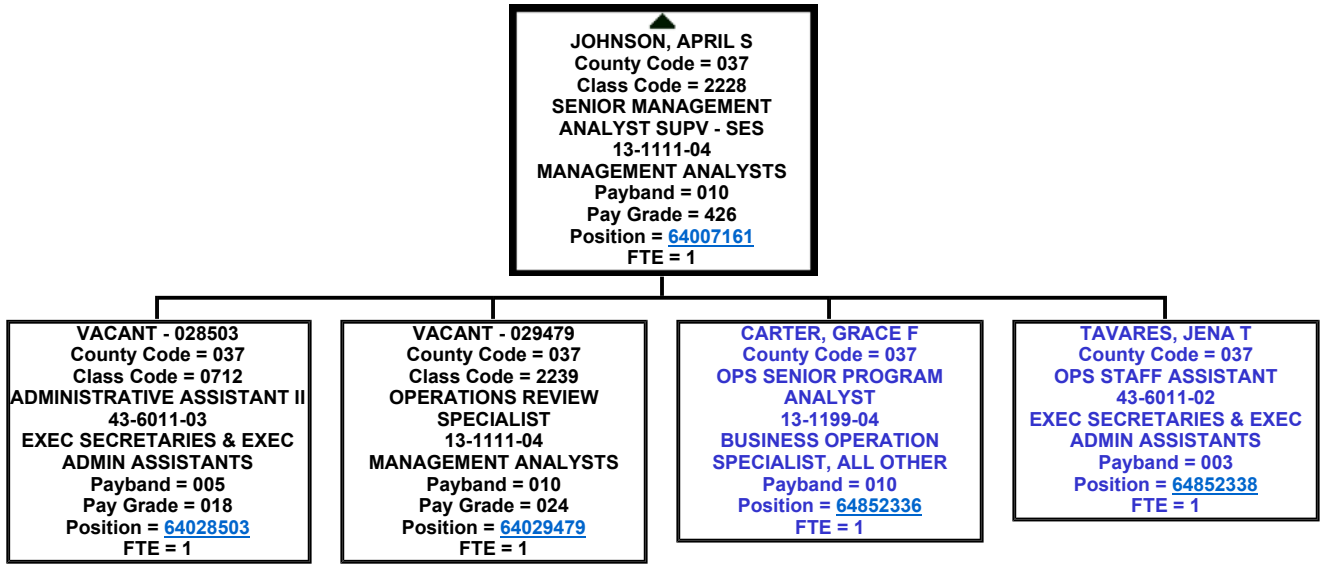 JOHNSON, APRIL S
County Code = 037
Class Code = 2228
SENIOR MANAGEMENT
ANALYST SUPV - SES
13-1111-04
MANAGEMENT ANALYSTS
Payband = 010
Pay Grade = 426
Position = 64007161
FTE = 1
VACANT - 028503
County Code = 037
Class Code = 0712
ADMINISTRATIVE ASSISTANT II
43-6011-03
EXEC SECRETARIES & EXEC
ADMIN ASSISTANTS
Payband = 005
Pay Grade = 018
Position = 64028503
FTE = 1
VACANT - 029479
County Code = 037
Class Code = 2239
OPERATIONS REVIEW
SPECIALIST
13-1111-04
MANAGEMENT ANALYSTS
Payband = 010
Pay Grade = 024
Position = 64029479
FTE = 1
CARTER, GRACE F
County Code = 037
OPS SENIOR PROGRAM
ANALYST
13-1199-04
BUSINESS OPERATION
SPECIALIST, ALL OTHER
Payband = 010
Position = 64852336
FTE = 1
TAVARES, JENA T
County Code = 037
OPS STAFF ASSISTANT
43-6011-02
EXEC SECRETARIES & EXEC
ADMIN ASSISTANTS
Payband = 003
Position = 64852338
FTE = 1